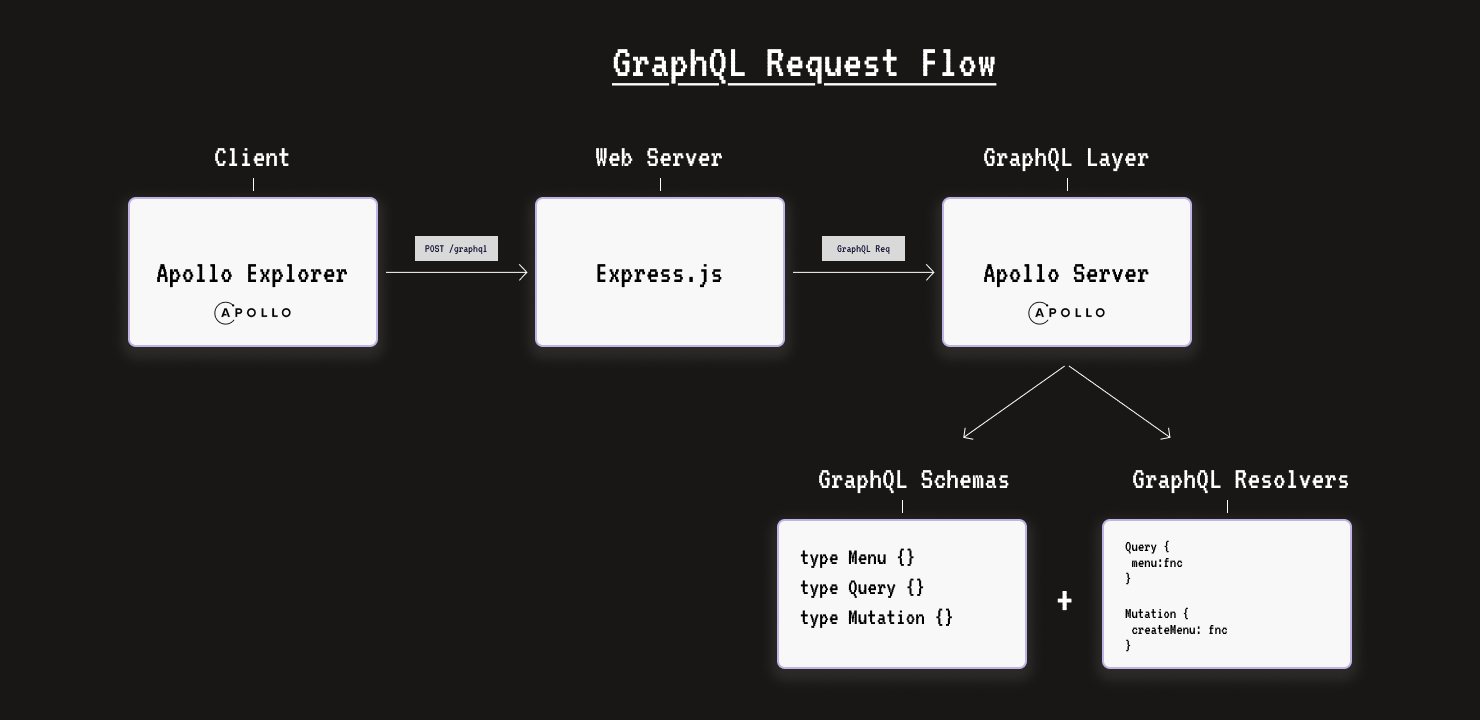 GraphQL Request Flow
Client
Web Server
GraphQL Layer
Apollo Explorer
APOLLO
POST /graphql
Express.js
GraphQL Req
Apollo Server
APOLLO
GraphQL Schemas
GraphQL Resolvers
type Menu {}
type Query {}
type Mutation {}
+
Query {
menu:fnc
}
Mutation {
createMenu: fnc
}